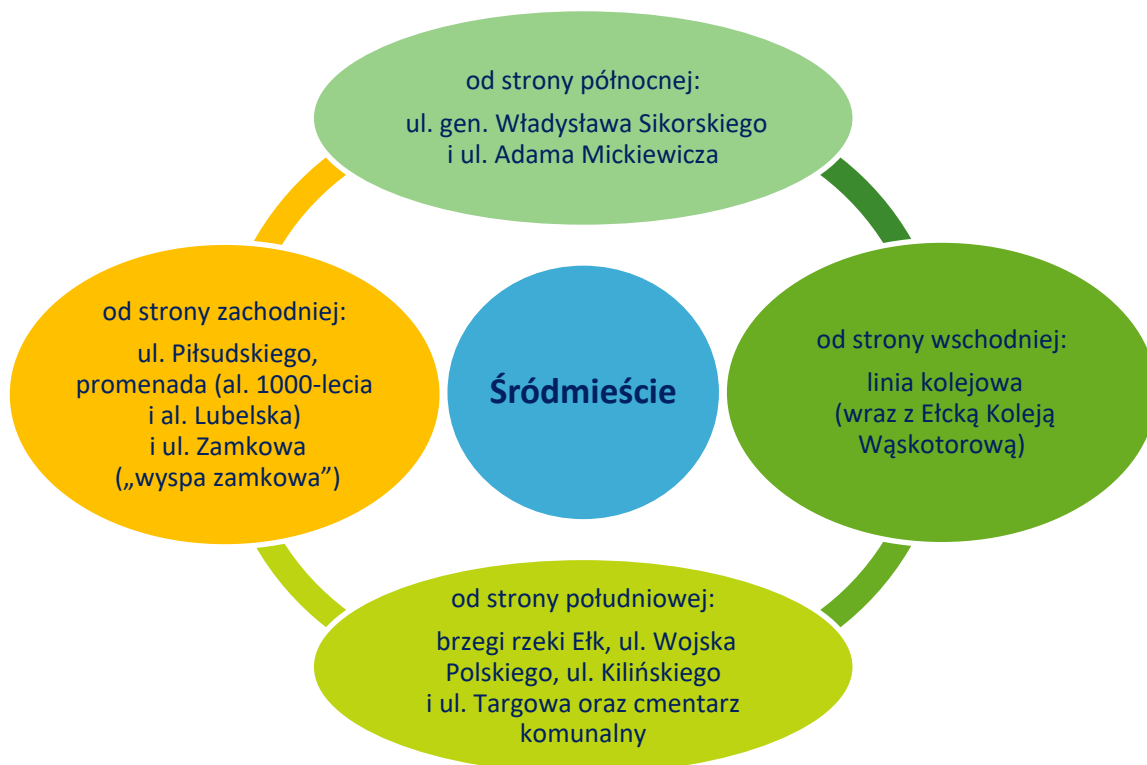 od strony północnej:
ul. gen. Władysława Sikorskiego
i ul. Adama Mickiewicza
od strony zachodniej:
ul. Piłsudskiego,
promenada (al. 1000-lecia
i al. Lubelska)
i ul. Zamkowa
(„wyspa zamkowa”)
Śródmieście
od strony wschodniej:
linia kolejowa
(wraz z Ełcką Koleją
Wąskotorową)
od strony południowej:
brzegi rzeki Ełk, ul. Wojska
Polskiego, ul. Kilińskiego
i ul. Targowa oraz cmentarz
komunalny